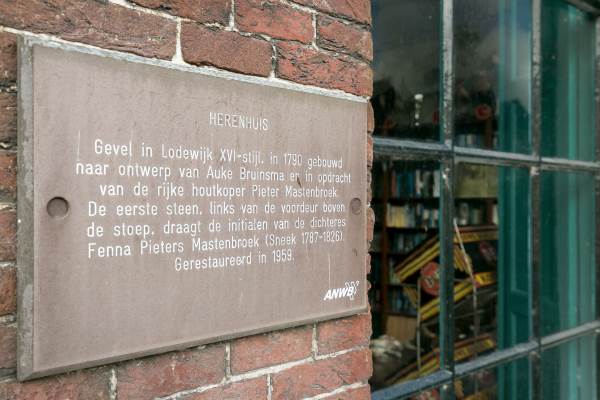 HERENHUIS
Gevel in Lodewijk XVI-stijl, in 1790 gebouwd
naar ontwerp van Auke Bruinsma en in opdracht
van de rijke houtkoper Pieter Mastenbroek.
De eerste steen, links van de voordeur boven
de stoep, draagt de initialen van de dichteres
Fenna Pieters Mastenbroek (Sneek 1787-1826).
Gerestaureerd in 1959.
ANWB